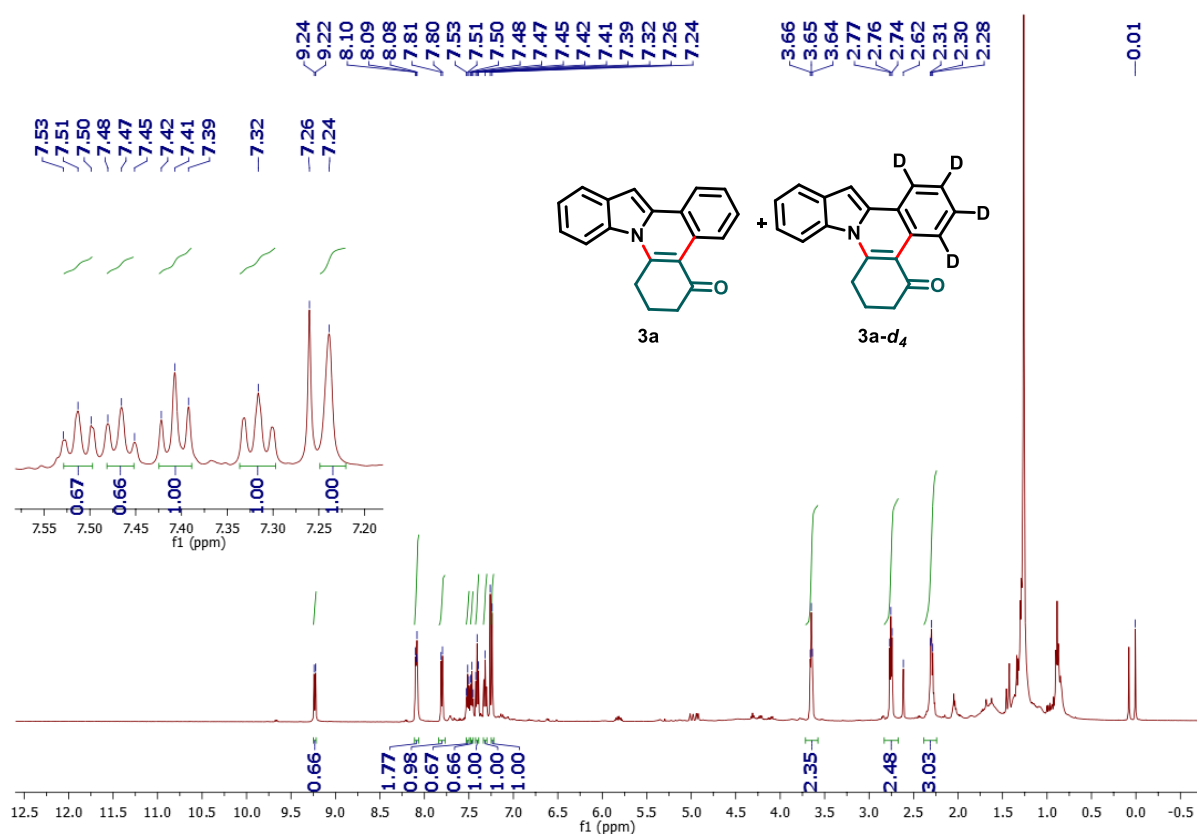 9.24 9.22 8.10 8.09 8.08 7.81 7.80 7.53 7.51 7.50 7.48 7.47 7.45 7.42 7.41 7.39 7.32 7.26 7.24 3.66 3.65 3.64 2.77 2.76 2.74 2.62 2.31 2.30 2.28 0.01
7.53 7.51 7.50 7.48 7.47 7.45 7.42 7.41 7.39 7.32 7.26 7.24
D D
D
D
N N
O O
+
3a 3a-d4
0.67 0.66 1.00 1.00 1.00
7.55 7.50 7.45 7.40 7.35 7.30 7.25 7.20
f1 (ppm)
0.66 1.77 0.98 0.67 0.66 1.00 1.00 1.00 2.35 2.48 3.03
12.5 12.0 11.5 11.0 10.5 10.0 9.5 9.0 8.5 8.0 7.5 7.0 6.5 6.0 5.5 5.0 4.5 4.0 3.5 3.0 2.5 2.0 1.5 1.0 0.5 0.0 -0.5
f1 (ppm)